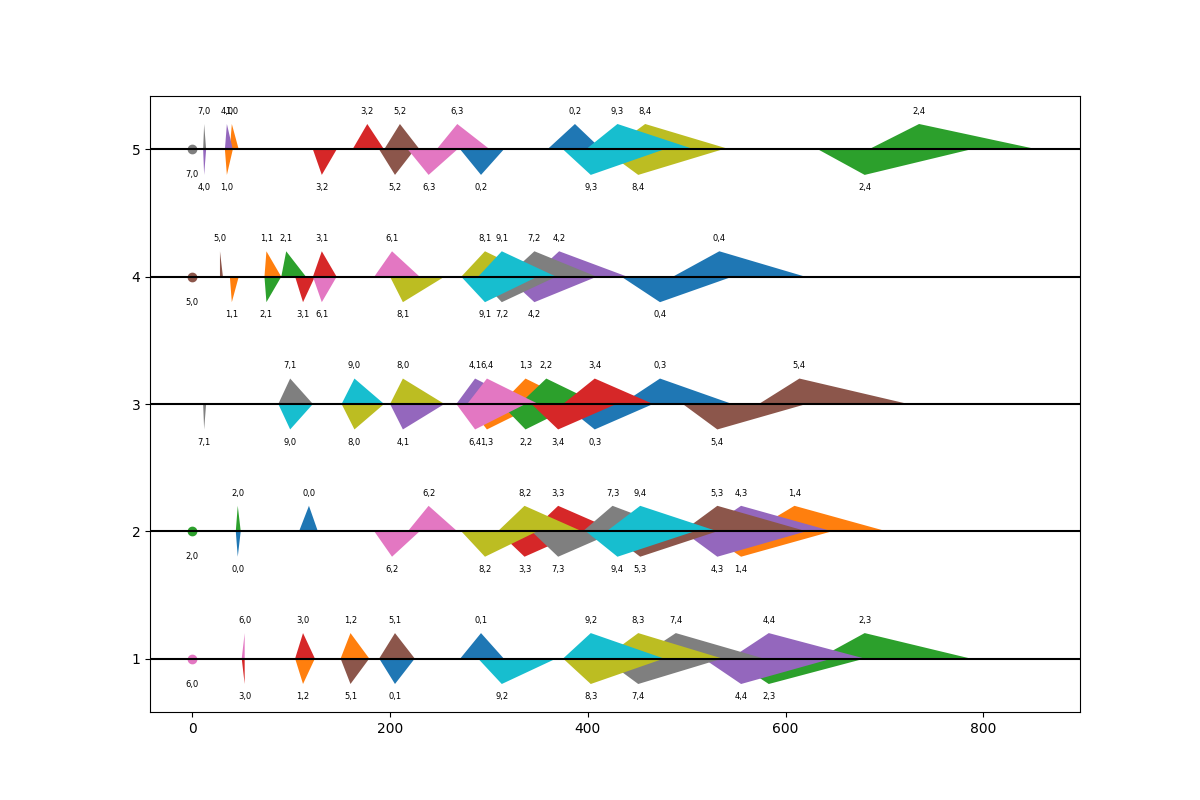 7,0 4,0 1,0 3,2 5,2 6,3 0,2 9,3 8,4 2,4
5
7,0
4,0 1,0 3,2 5,2 6,3 0,2 9,3 8,4 2,4
5,0 1,1 2,1 3,1 6,1 8,1 9,1 7,2 4,2 0,4
4
5,0
1,1 2,1 3,1 6,1 8,1 9,1 7,2 4,2 0,4
7,1 9,0 8,0 4,1 6,4 1,3 2,2 3,4 0,3 5,4
3
7,1 9,0 8,0 4,1 6,4 1,3 2,2 3,4 0,3 5,4
2,0 0,0 6,2 8,2 3,3 7,3 9,4 5,3 4,3 1,4
2
2,0
0,0 6,2 8,2 3,3 7,3 9,4 5,3 4,3 1,4
6,0 3,0 1,2 5,1 0,1 9,2 8,3 7,4 4,4 2,3
1
6,0
3,0 1,2 5,1 0,1 9,2 8,3 7,4 4,4 2,3
0 200 400 600 800